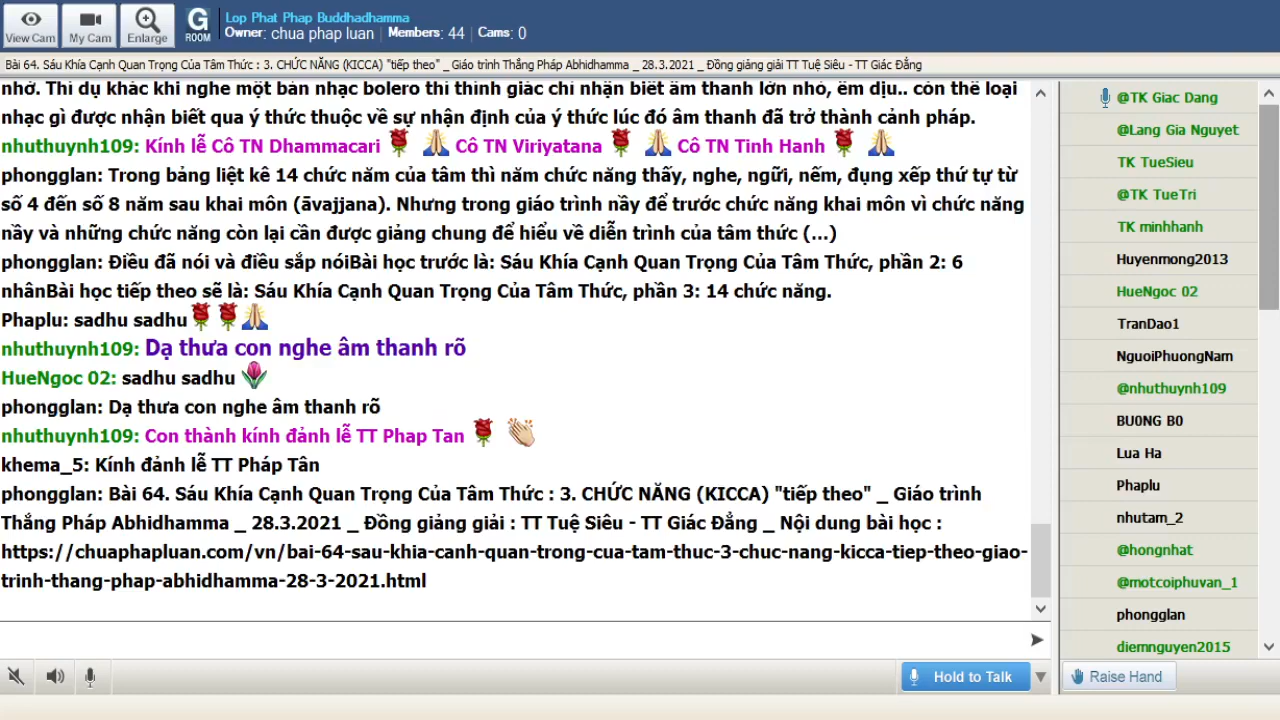 View Cam
My Cam
Enlarge
G
ROOM
Lop Phat Phap Buddhadhamma
Owner: chua phap luan Members: 44 Cams: 0
Bài 64. Sáu Khía Cạnh Quan Trọng Của Tâm Thức : 3. CHỨC NĂNG (KICCA) "tiếp theo" _ Giáo trình Thắng Pháp Abhidhamma _ 28.3.2021 _ Đồng giảng giải TT Tuệ Siêu - TT Giác Đẳng
nhớ. Thí dụ khác khi nghe một bản nhạc bolero thì thính giác chỉ nhận biết âm thanh lớn nhỏ, êm dịu.. còn thể loại
nhạc gì được nhận biết qua ý thức thuộc về sự nhận định của ý thức lúc đó âm thanh đã trở thành cảnh pháp.
nhuthuynh109: Kính lễ Cô TN Dhammacari 🌹 🙏 Cô TN Viriyatana 🌹 🙏 Cô TN Tinh Hanh 🌹 🙏
phongglan: Trong bảng liệt kê 14 chức năm của tâm thì năm chức năng thấy, nghe, ngữi, nếm, đụng xếp thứ tự từ
số 4 đến số 8 năm sau khai môn (āvajjana). Nhưng trong giáo trình nầy để trước chức năng khai môn vì chức năng
nầy và những chức năng còn lại cần được giảng chung để hiểu về diễn trình của tâm thức (...)
phongglan: Điều đã nói và điều sắp nóiBài học trước là: Sáu Khía Cạnh Quan Trọng Của Tâm Thức, phần 2: 6
nhânBài học tiếp theo sẽ là: Sáu Khía Cạnh Quan Trọng Của Tâm Thức, phần 3: 14 chức năng.
Phaplu: sadhu sadhu🌹🌹🙏
nhuthuynh109: Dạ thưa con nghe âm thanh rõ
HueNgoc 02: sadhu sadhu 🌷
phongglan: Dạ thưa con nghe âm thanh rõ
nhuthuynh109: Con thành kính đảnh lễ TT Phap Tan 🌹 👏
khema_5: Kính đảnh lễ TT Pháp Tân
phongglan: Bài 64. Sáu Khía Cạnh Quan Trọng Của Tâm Thức : 3. CHỨC NĂNG (KICCA) "tiếp theo" _ Giáo trình
Thắng Pháp Abhidhamma _ 28.3.2021 _ Đồng giảng giải : TT Tuệ Siêu - TT Giác Đẳng _ Nội dung bài học :
https://chuaphapluan.com/vn/bai-64-sau-khia-canh-quan-trong-cua-tam-thuc-3-chuc-nang-kicca-tiep-theo-giao-
trinh-thang-phap-abhidhamma-28-3-2021.html
@TK Giac Dang
@Lang Gia Nguyet
TK TueSieu
@TK TueTri
TK minhhanh
Huyenmong2013
HueNgoc 02
TranDao1
NguoiPhuongNam
@nhuthuynh109
BU0NG B0
Lua Ha
Phaplu
nhutam_2
@hongnhat
@motcoiphuvan_1
phongglan
diemnguyen2015
Hold to Talk
Raise Hand